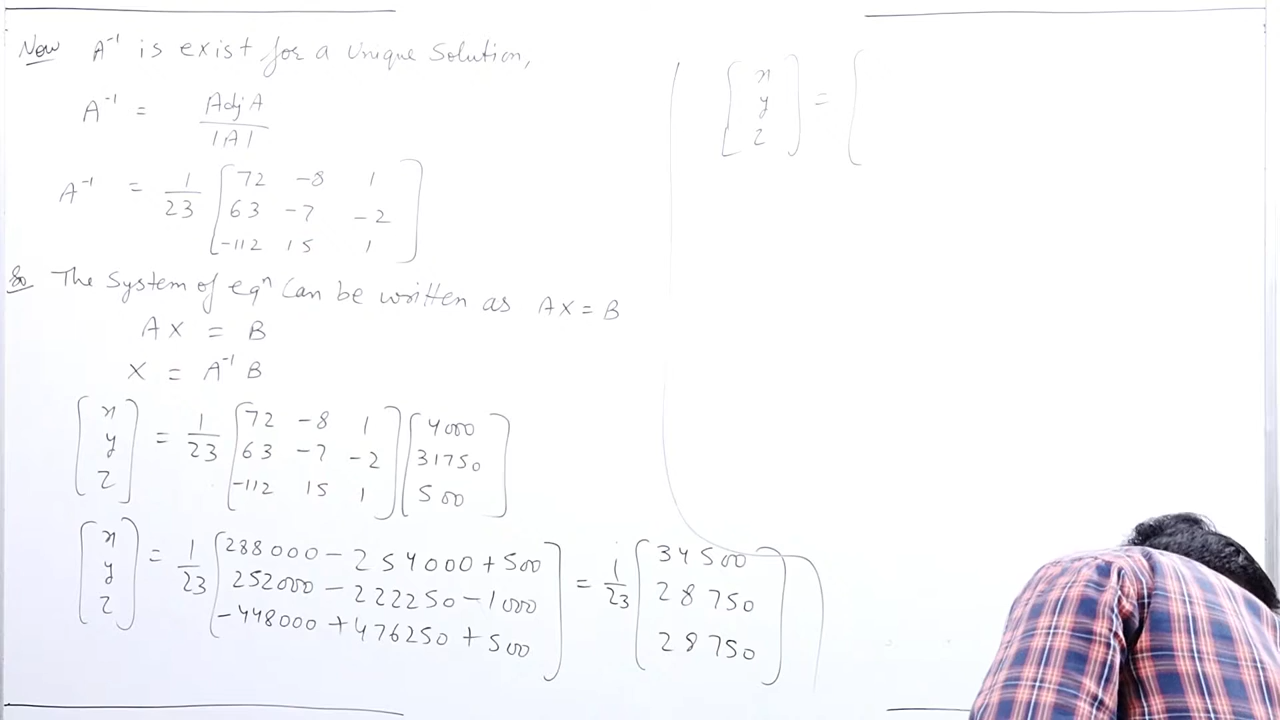 Now A⁻¹ is exist for a Unique Solution,
A⁻¹ = AdjA / |A|
A⁻¹ = 1/23 [72 -8 1
63 -7 -2
-112 15 1]
So The System of eqⁿ Can be written as AX = B
AX = B
X = A⁻¹ B
[x y z] = 1/23 [72 -8 1
63 -7 -2
-112 15 1] [4000
31750
500]
[x y z] = 1/23 [288000 - 254000 + 500
252000 - 222250 - 1000
-448000 + 476250 + 500] = 1/23 [34500
28750
28750]
[x y z] = [